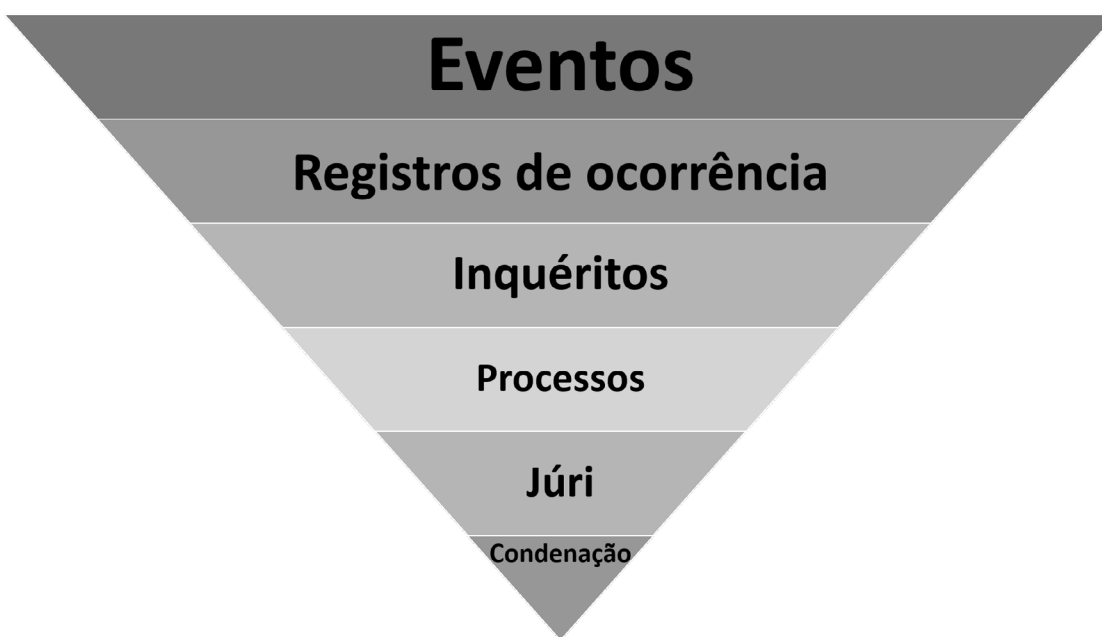 Eventos
Registros de ocorrência
Inquéritos
Processos
Júri
Condenação